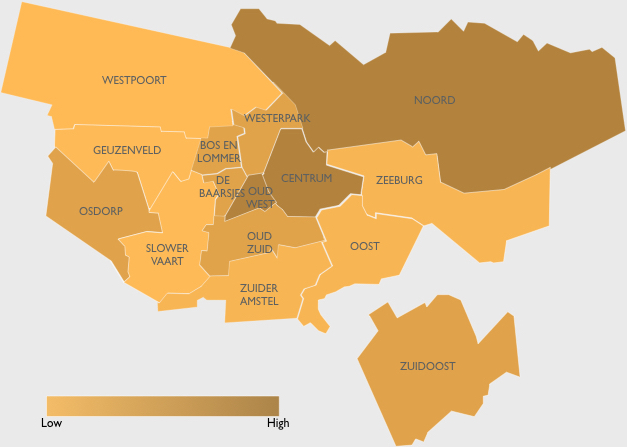 WESTPOORT
NOORD
WESTERPARK
GEUZENVELD
BOS EN
LOMMER
CENTRUM
ZEEBURG
DE
BAARSJES
OUD
WEST
OSDORP
SLOWER
VAART
OUD
ZUID
OOST
ZUIDER
AMSTEL
ZUIDOOST
Low
High